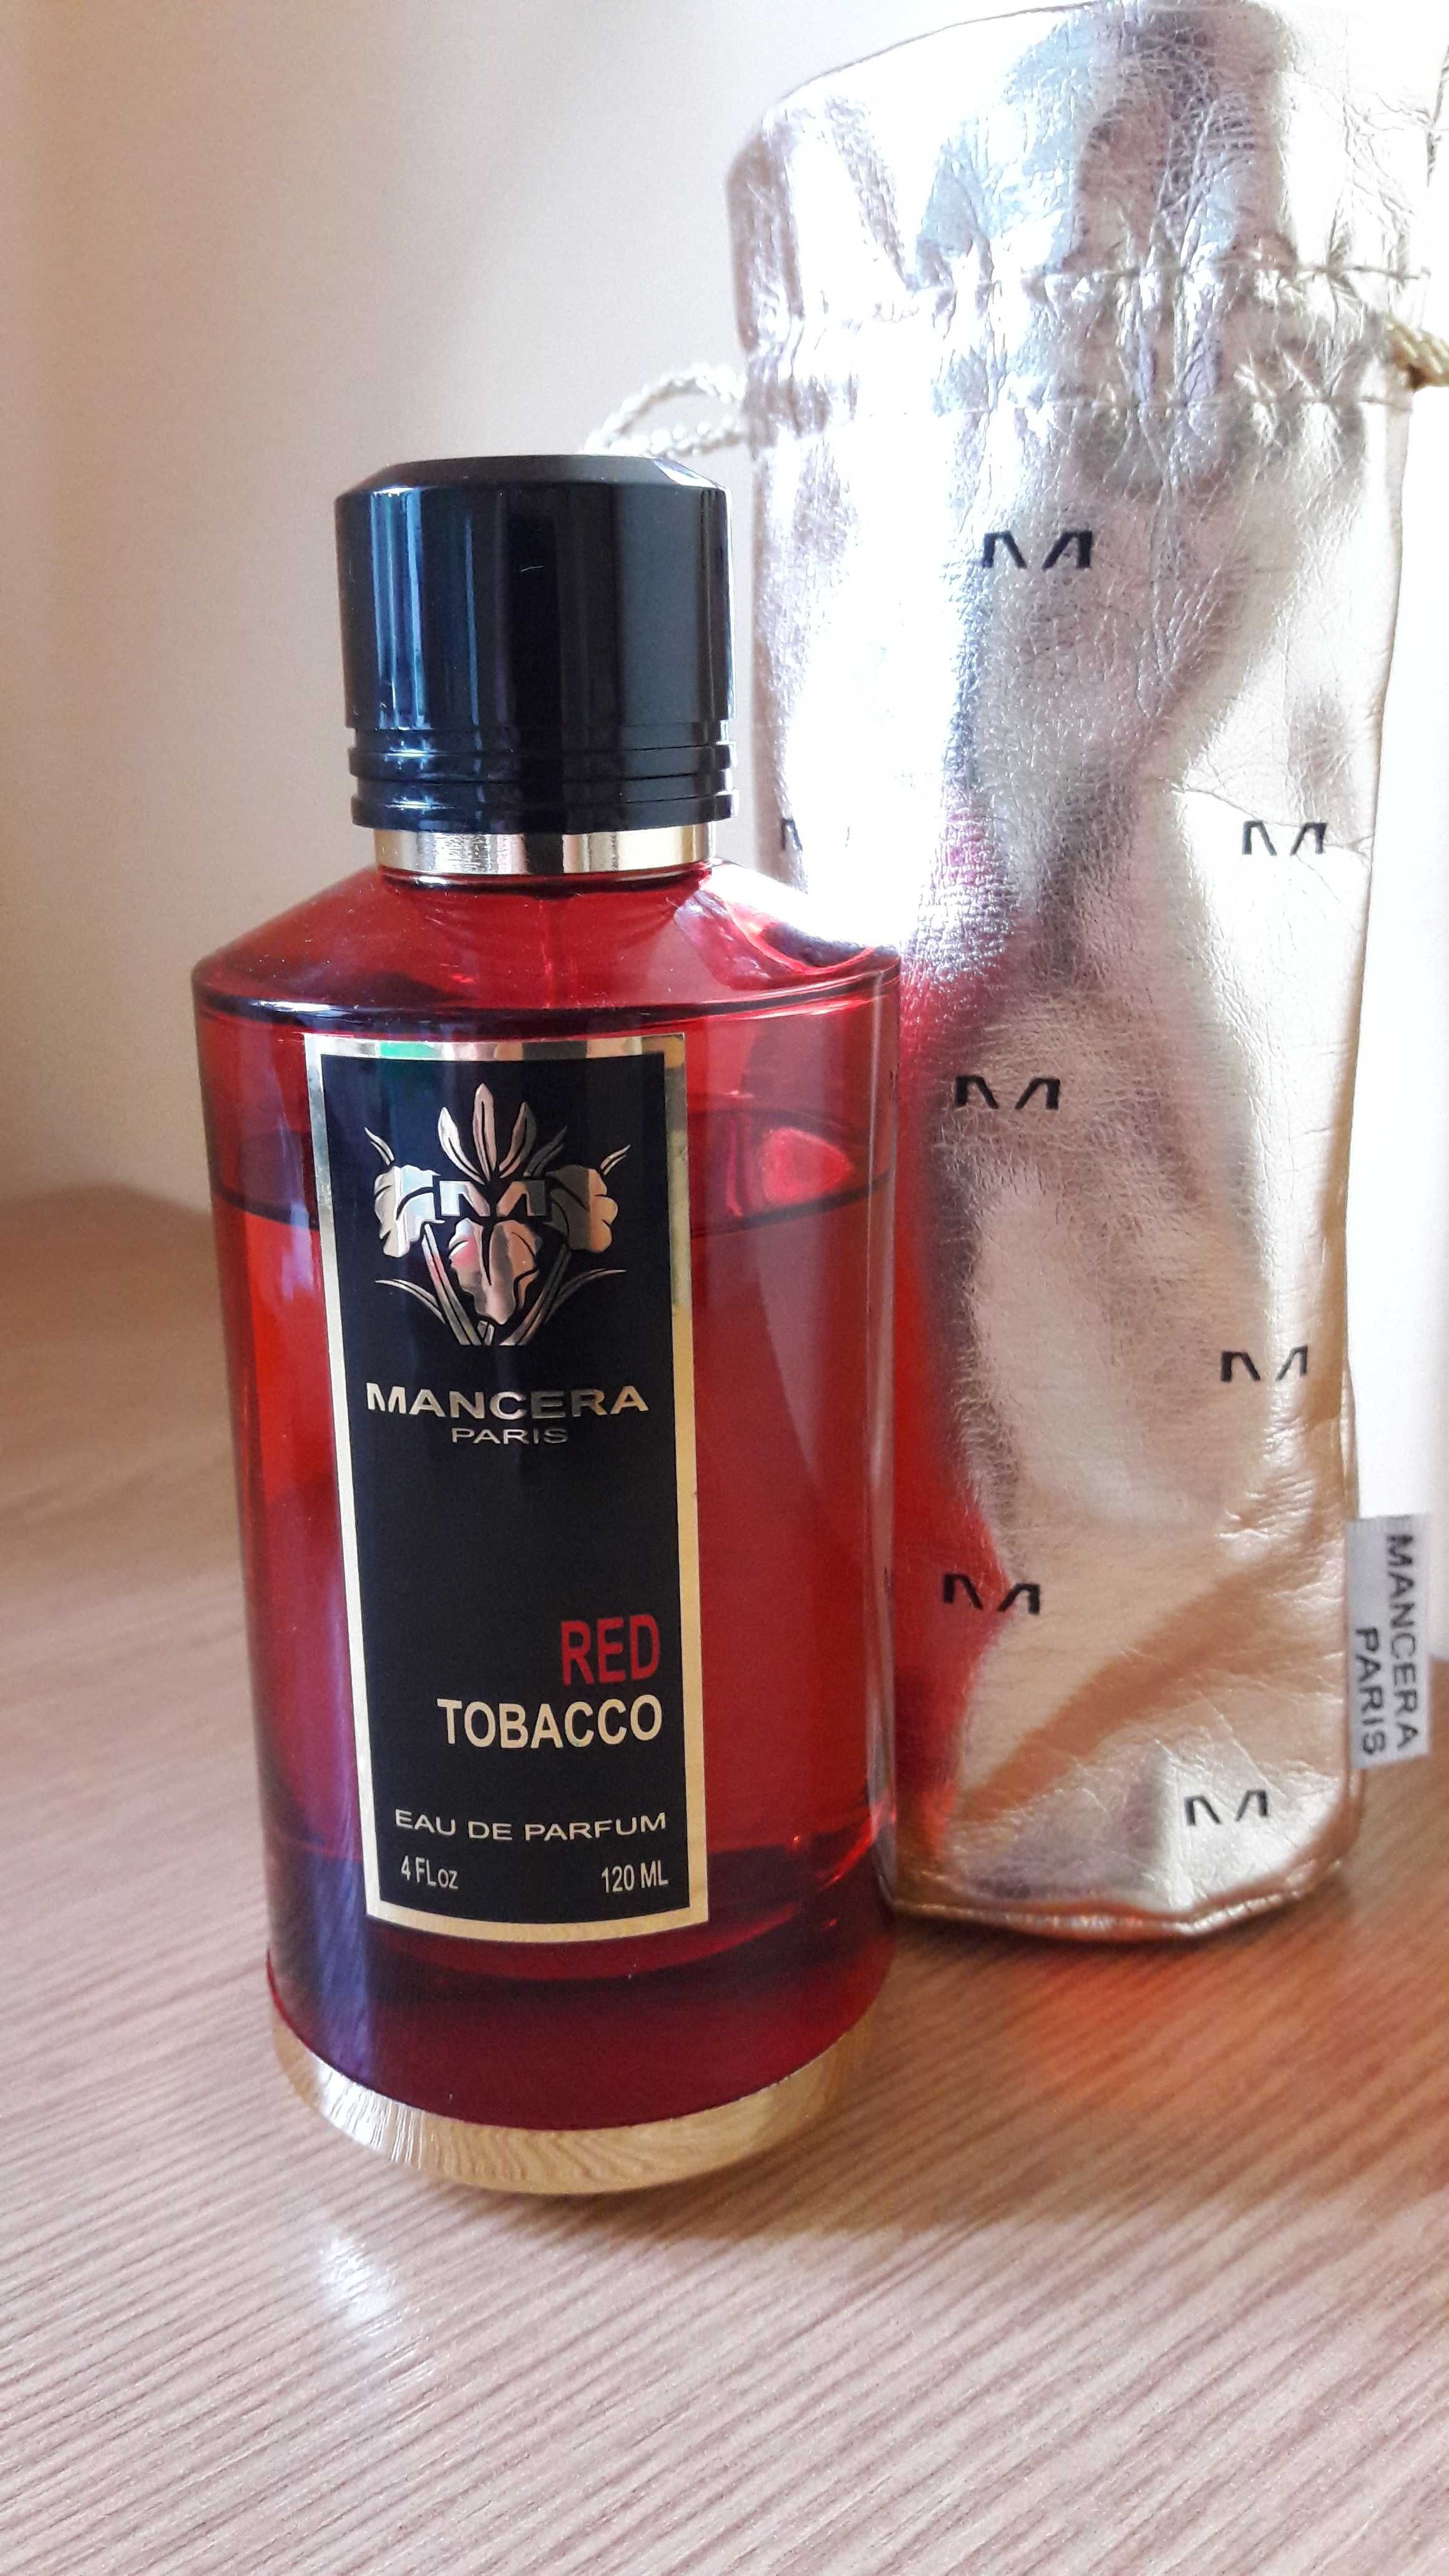 M
MANCERA
PARIS
RED
TOBACCO
EAU DE PARFUM
4 FLoz 120 ML
M
M
M
M
M
M
M
MANCERA
PARIS